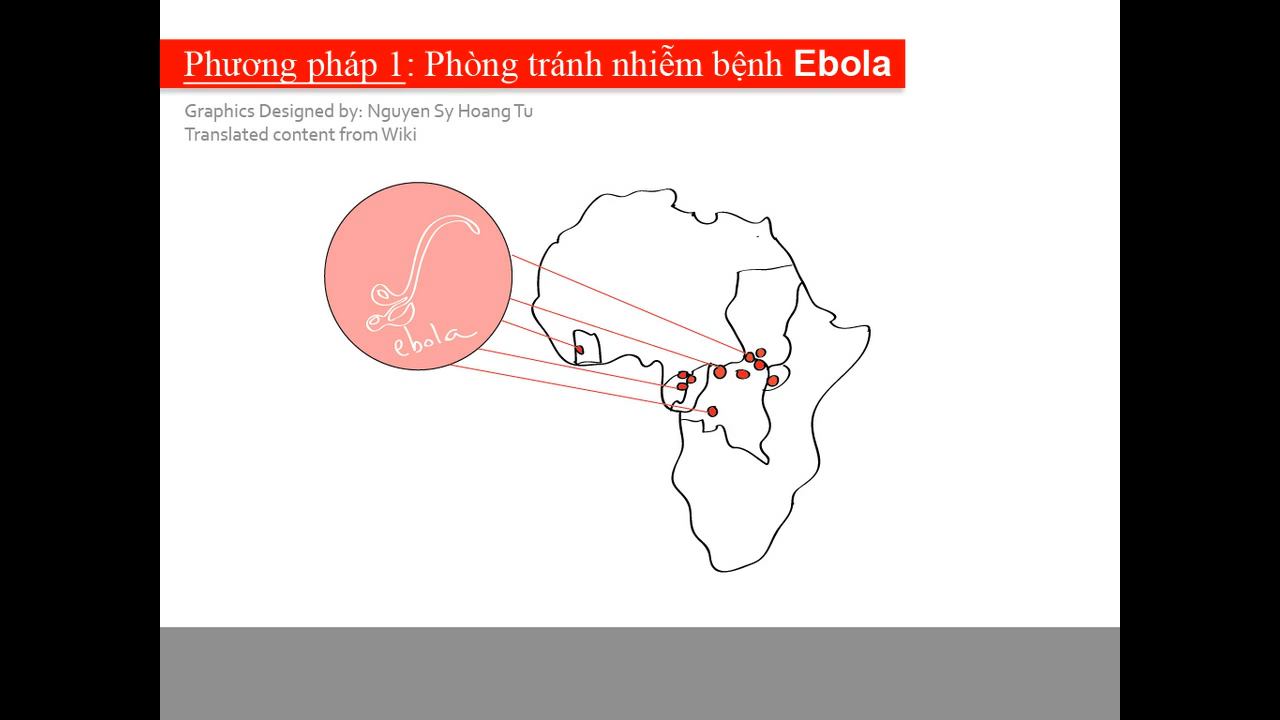 Phương pháp 1: Phòng tránh nhiễm bệnh Ebola
Graphics Designed by: Nguyen Sy Hoang Tu
Translated content from Wiki
ebola